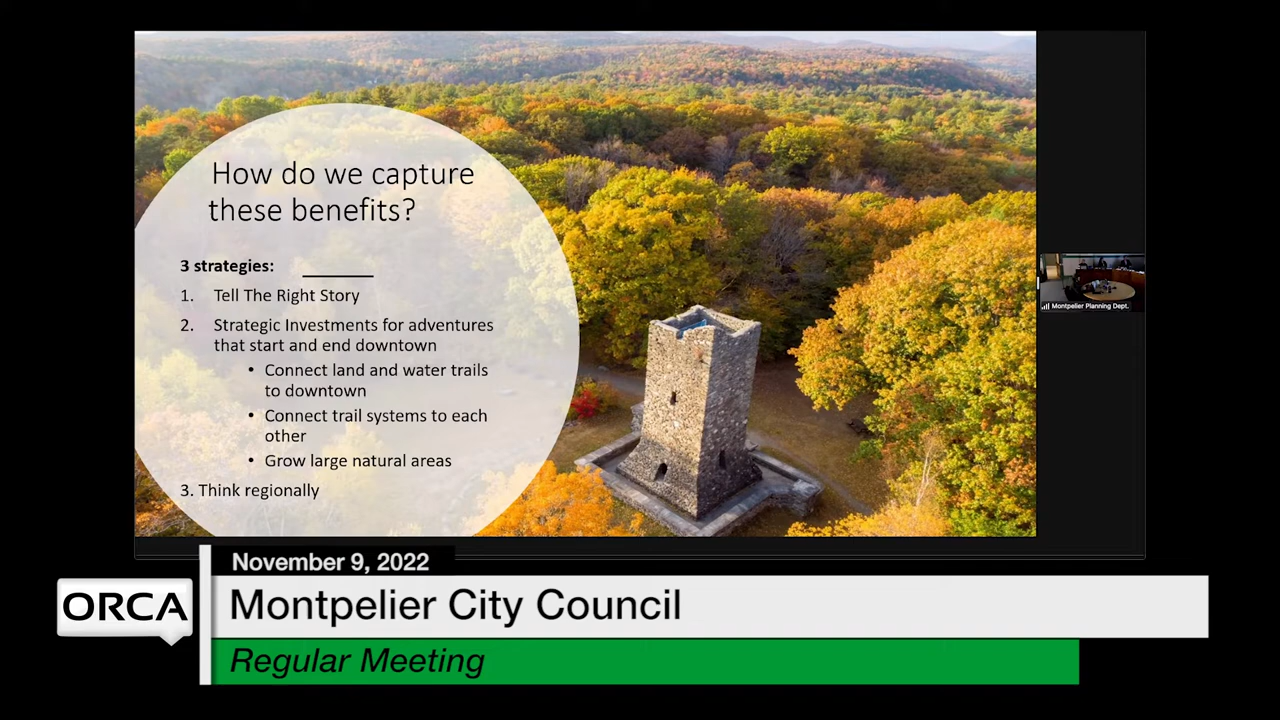 How do we capture
these benefits?
3 strategies:
1. Tell The Right Story
2. Strategic Investments for adventures
that start and end downtown
• Connect land and water trails
to downtown
• Connect trail systems to each
other
• Grow large natural areas
3. Think regionally
Montpelier Planning Dept.
November 9, 2022
ORCA
Montpelier City Council
Regular Meeting